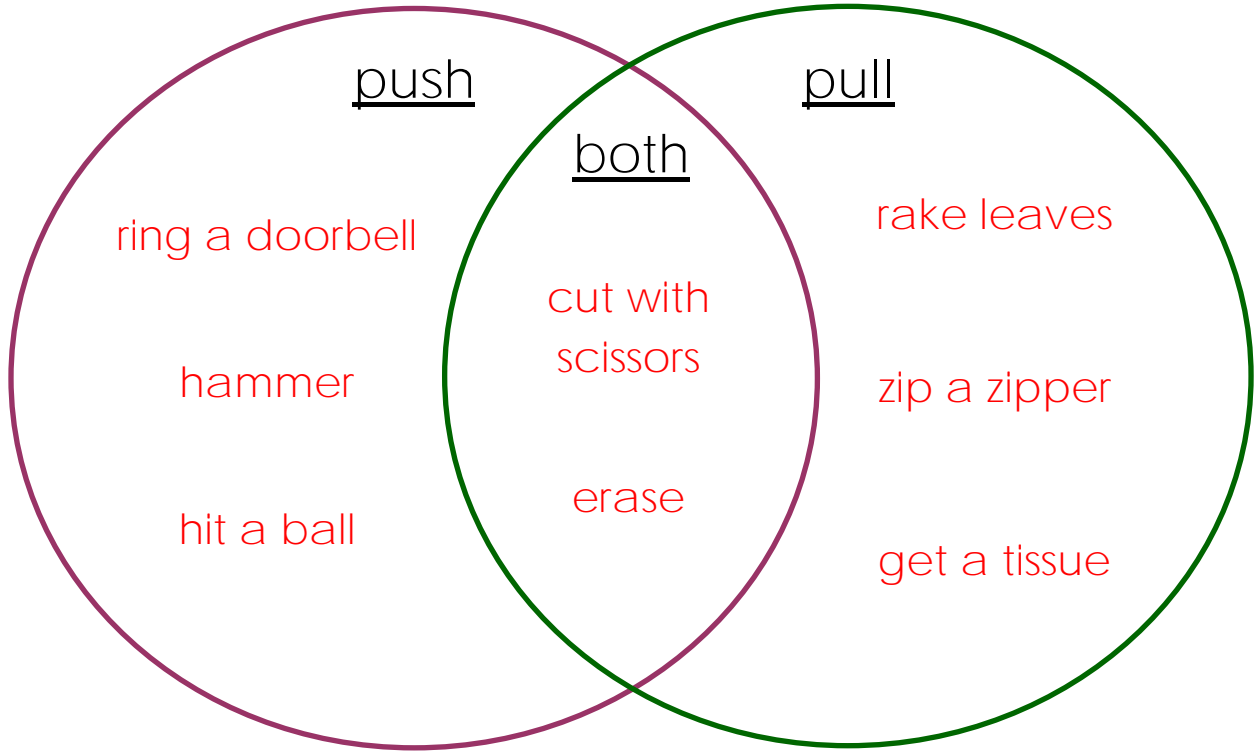 push
pull
both
ring a doorbell
rake leaves
cut with
scissors
hammer
zip a zipper
erase
hit a ball
get a tissue